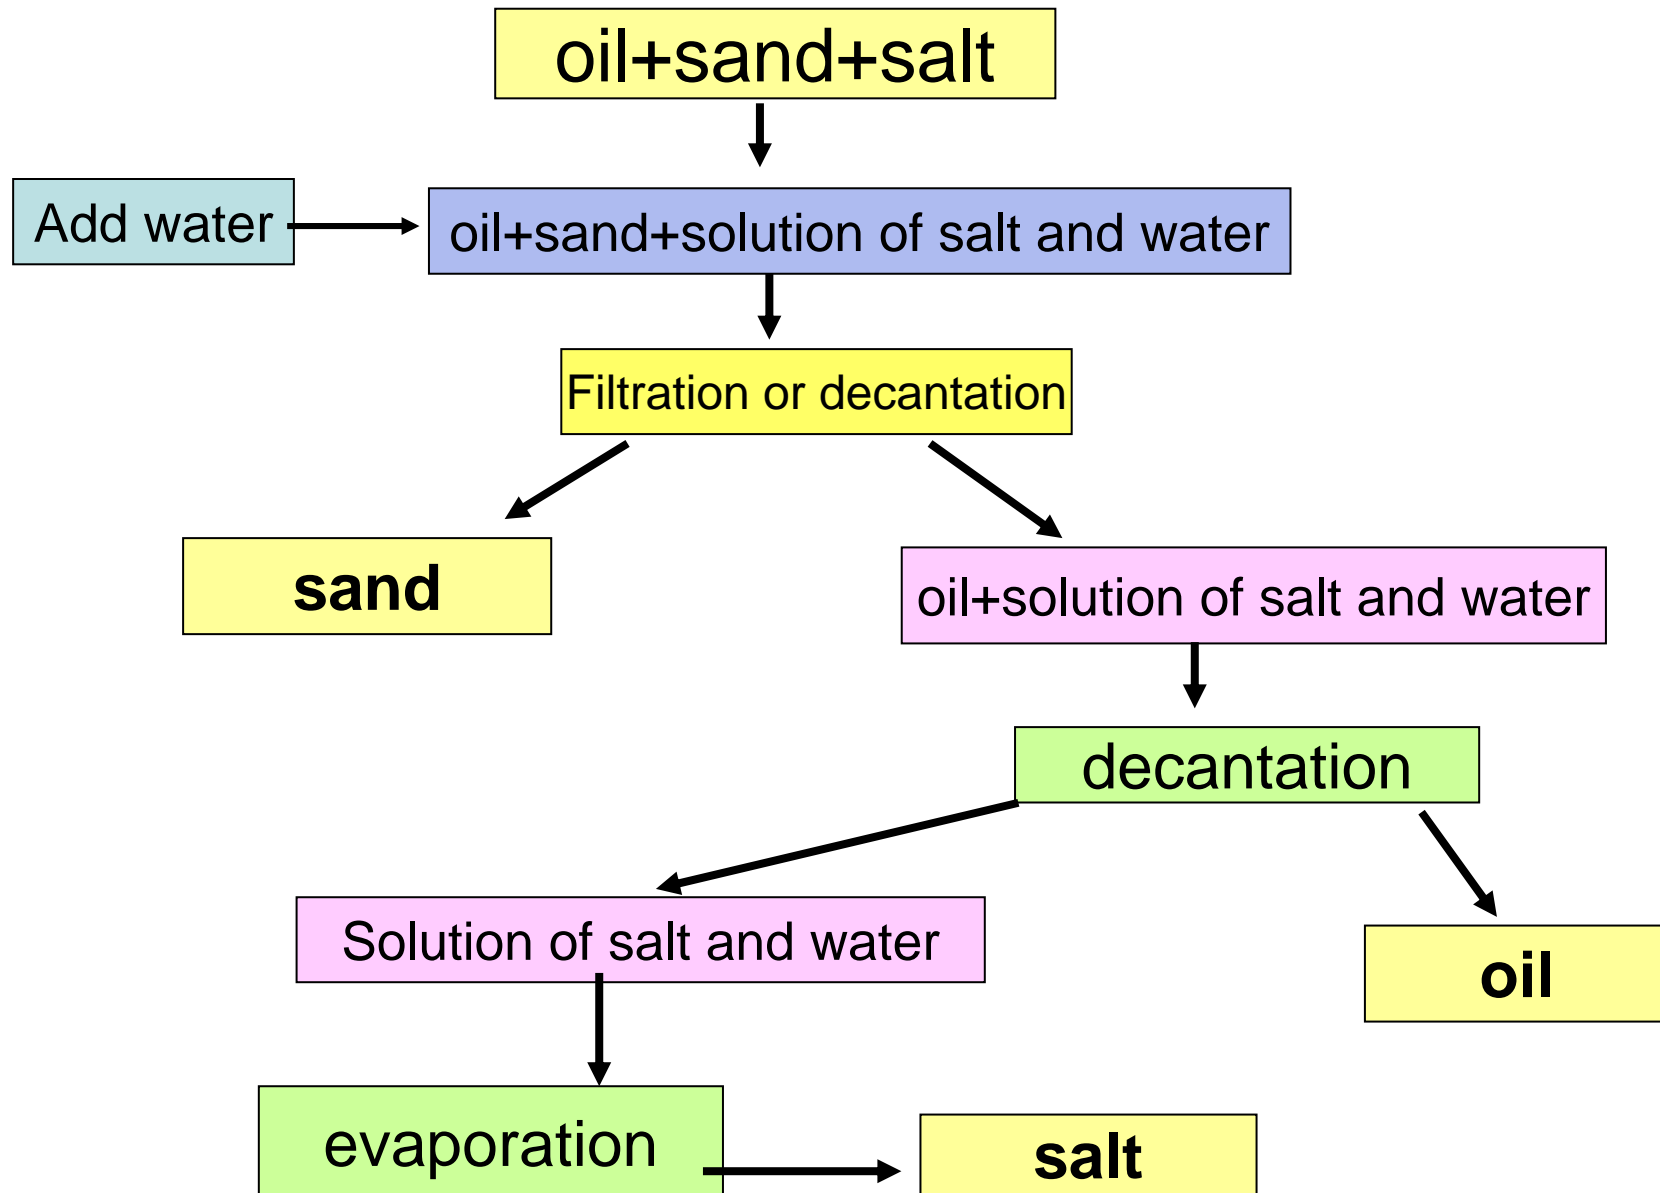 oil+sand+salt
Add water
oil+sand+solution of salt and water
Filtration or decantation
sand
oil+solution of salt and water
decantation
Solution of salt and water
oil
evaporation
salt